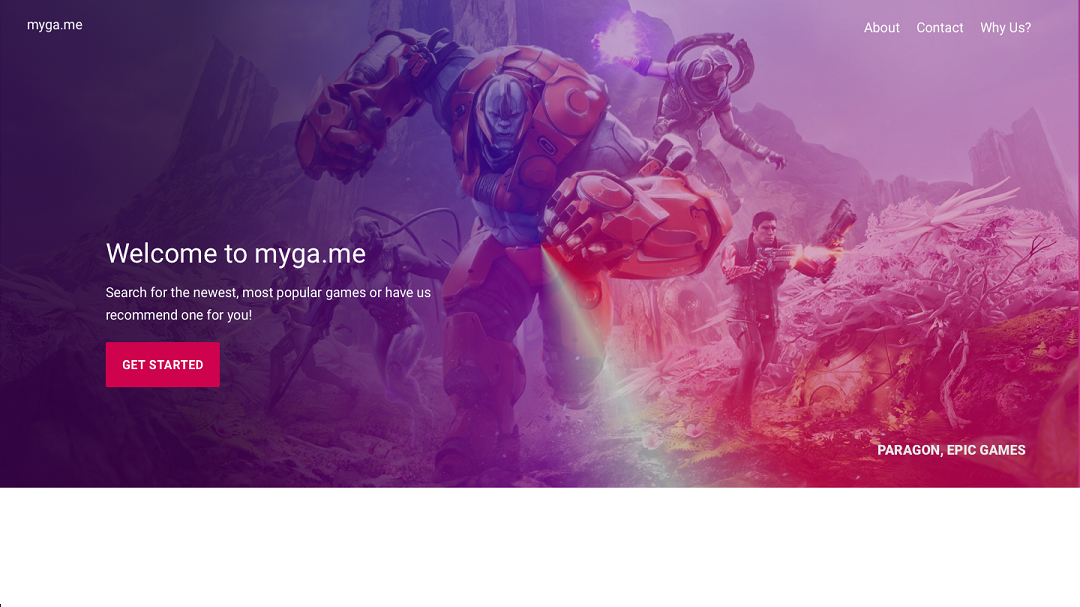 myga.me
About Contact Why Us?
Welcome to myga.me
Search for the newest, most popular games or have us
recommend one for you!
GET STARTED
PARAGON, EPIC GAMES